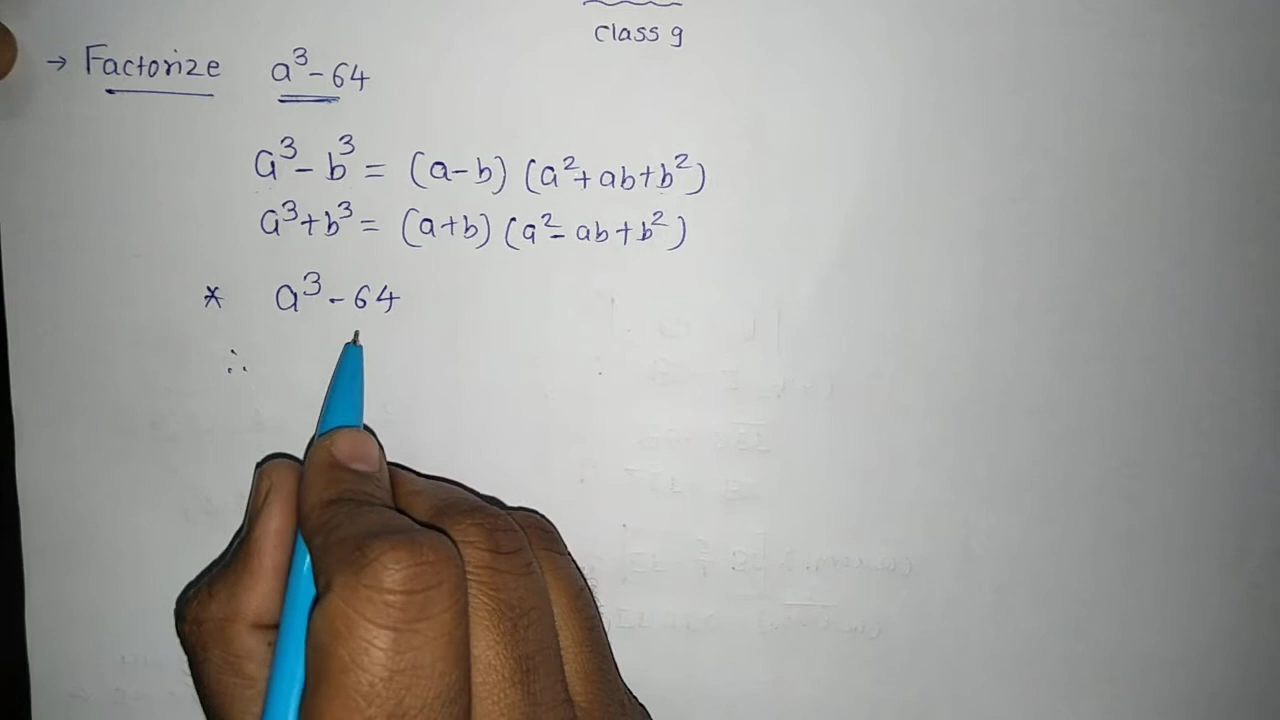 Class 9
→ Factorize a³-64
a³-b³ = (a-b) (a²+ab+b²)
a³+b³ = (a+b) (a²-ab+b²)
* a³-64
∴